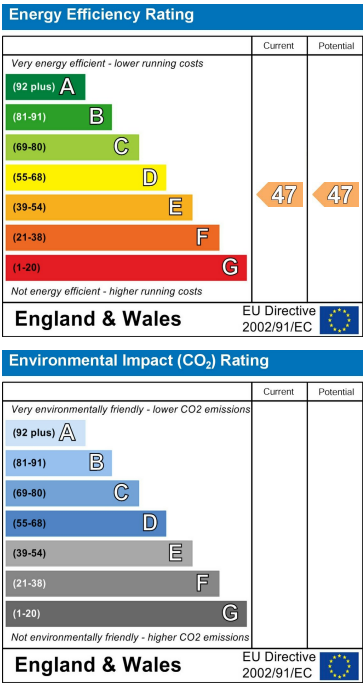 Energy Efficiency Rating
Current Potential
Very energy efficient - lower running costs
(92 plus) A
(81-91) B
(69-80) C
(55-68) D
(39-54) E
47 47
(21-38) F
(1-20) G
Not energy efficient - higher running costs
England & Wales
EU Directive
2002/91/EC
Environmental Impact (CO₂) Rating
Current Potential
Very environmentally friendly - lower CO2 emissions
(92 plus) A
(81-91) B
(69-80) C
(55-68) D
(39-54) E
(21-38) F
(1-20) G
Not environmentally friendly - higher CO2 emissions
England & Wales
EU Directive
2002/91/EC